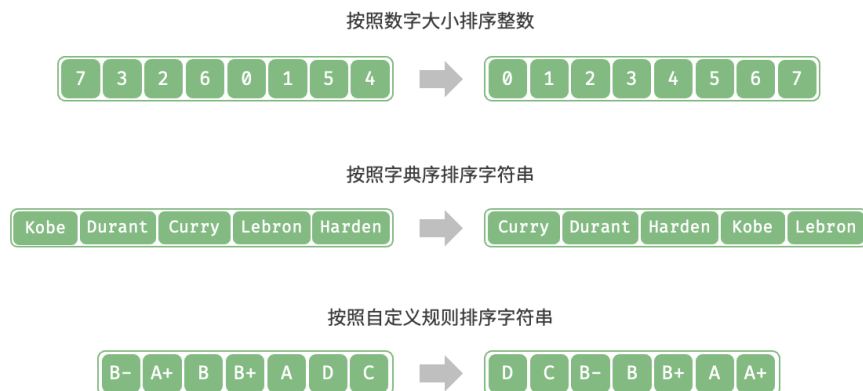 按照数字大小排序整数
7 3 2 6 0 1 5 4 0 1 2 3 4 5 6 7
按照字典序排序字符串
Kobe Durant Curry Lebron Harden Curry Durant Harden Kobe Lebron
按照自定义规则排序字符串
B- A+ B B+ A D C D C B- B B+ A A+